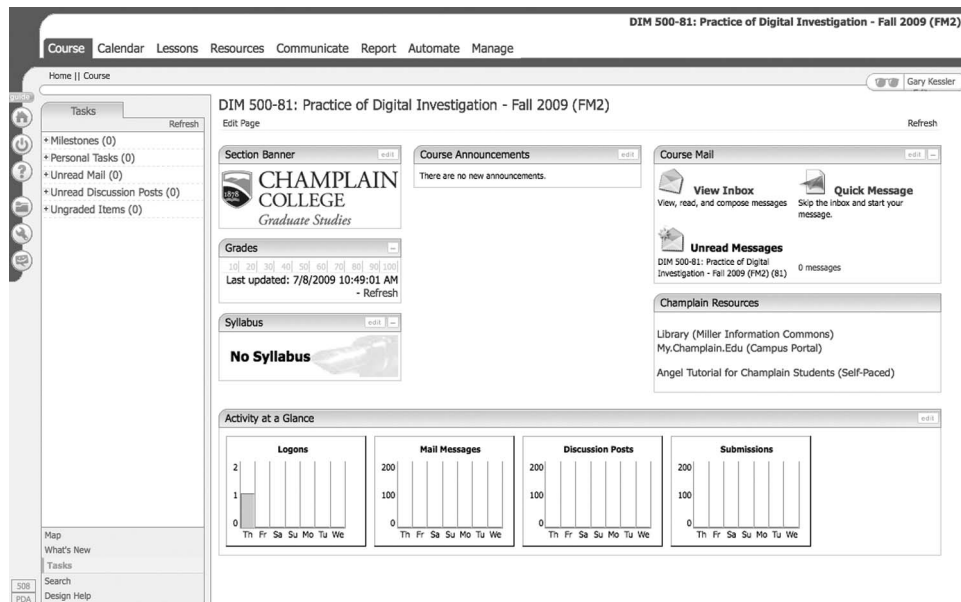 DIM 500-81: Practice of Digital Investigation - Fall 2009 (FM2)
Course Calendar Lessons Resources Communicate Report Automate Manage
Home || Course
Gary Kessler
guide
Tasks
Refresh
+ Milestones (0)
+ Personal Tasks (0)
+ Unread Mail (0)
+ Unread Discussion Posts (0)
+ Ungraded Items (0)
Map
What's New
Tasks
Search
Design Help
508
PDA
DIM 500-81: Practice of Digital Investigation - Fall 2009 (FM2)
Edit Page
Refresh
Section Banner edit
1878
CHAMPLAIN
COLLEGE
Graduate Studies
Grades
10 20 30 40 50 60 70 80 90 100
Last updated: 7/8/2009 10:49:01 AM
- Refresh
Syllabus edit
No Syllabus
Course Announcements edit
There are no new announcements.
Course Mail edit
View Inbox
View, read, and compose messages
Quick Message
Skip the inbox and start your
message.
Unread Messages
DIM 500-81: Practice of Digital
Investigation - Fall 2009 (FM2) (81)
0 messages
Champlain Resources
Library (Miller Information Commons)
My.Champlain.Edu (Campus Portal)
Angel Tutorial for Champlain Students (Self-Paced)
Activity at a Glance edit
Logons
2
1
0
Th Fr Sa Su Mo Tu We
Mail Messages
200
100
0
Th Fr Sa Su Mo Tu We
Discussion Posts
200
100
0
Th Fr Sa Su Mo Tu We
Submissions
200
100
0
Th Fr Sa Su Mo Tu We